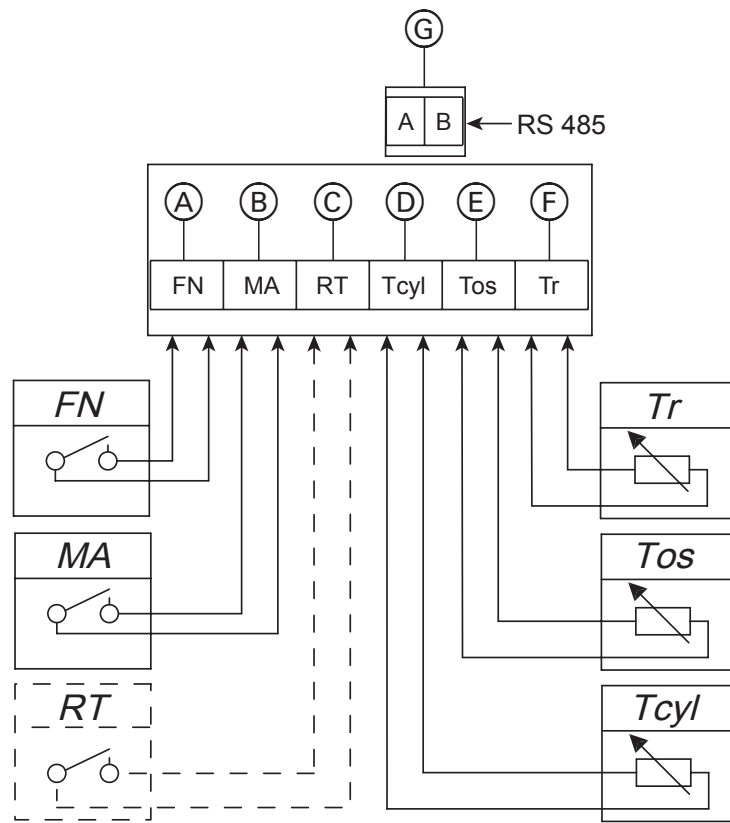 G
A B
RS 485
A B C D E F
FN MA RT Tcyl Tos Tr
FN
Tr
MA
Tos
RT
Tcyl